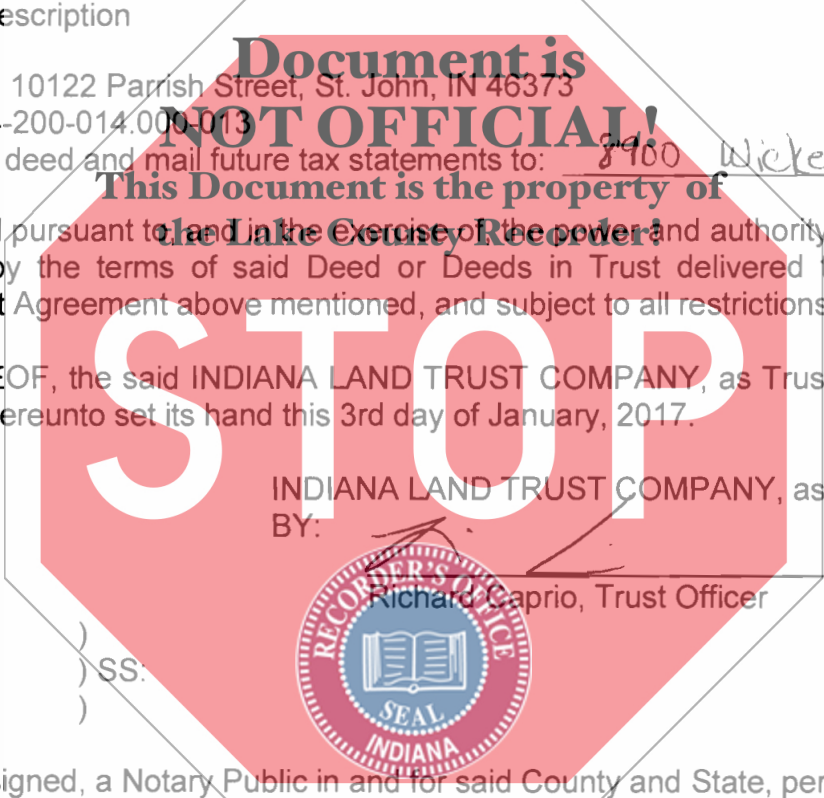 escription
Document is
10122 Parrish Street, St. John, IN 46373
-200-014.000-013
NOT OFFICIAL!
deed and mail future tax statements to: 8900 Wicke
This Document is the property of
the Lake County Recorder!
pursuant to, and in the exercise of, the power and authority
y the terms of said Deed or Deeds in Trust delivered
t Agreement above mentioned, and subject to all restrictions
STOP
EOF, the said INDIANA LAND TRUST COMPANY, as Trus
ereunto set its hand this 3rd day of January, 2017.
INDIANA LAND TRUST COMPANY, as
BY:
Richard Caprio, Trust Officer
RECORDER'S OFFICE
SEAL
INDIANA
)
) SS:
)
signed, a Notary Public in and for said County and State, per